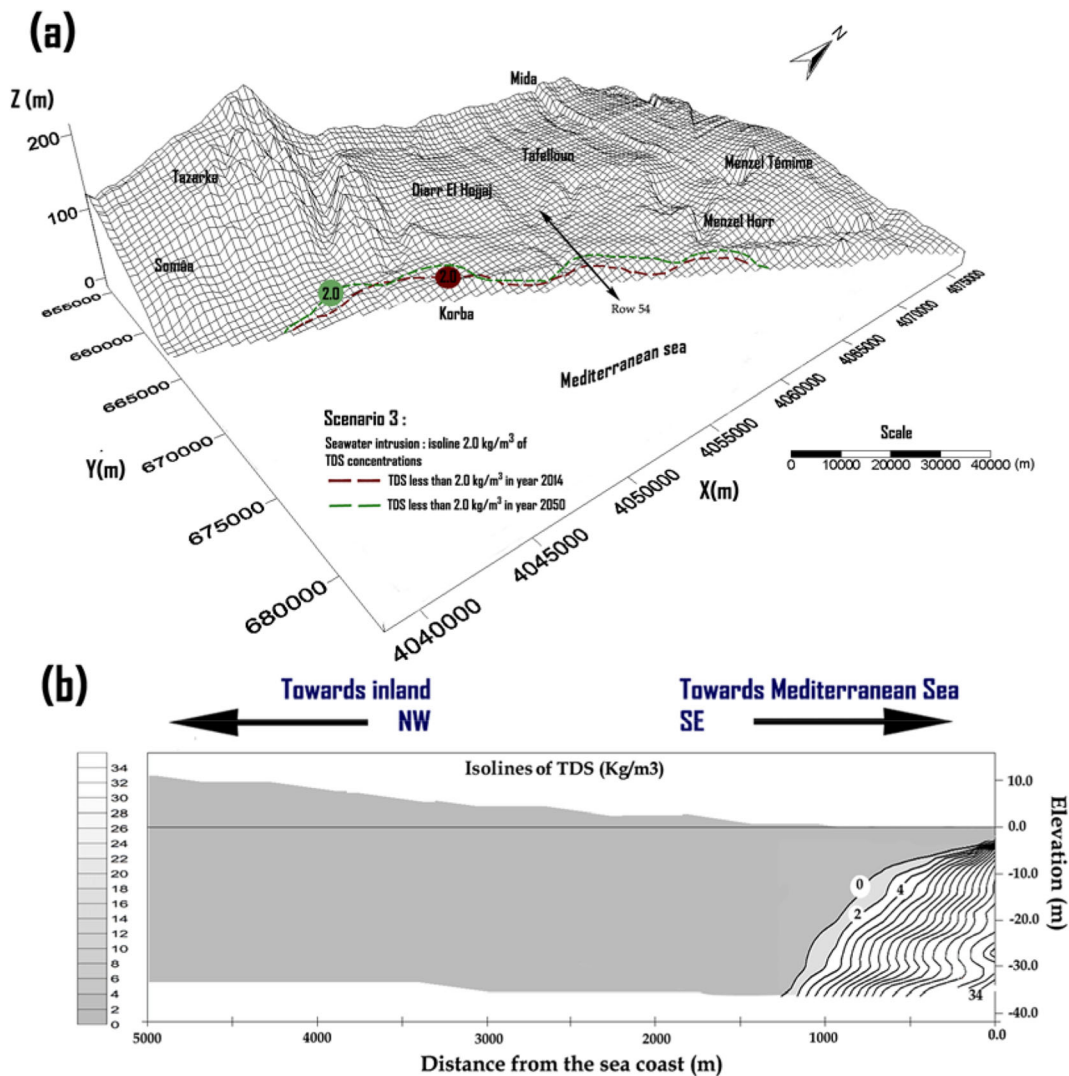 (a)
N
Z (m)
200
100
0
Mida
Tazarka
Tafelloun
Menzel Témime
Diarr El Hojjaj
Menzel Horr
Somâa
2.0
2.0
Korba
Row 54
Mediterranean sea
655000
660000
665000
670000
675000
680000
Y(m)
4075000
4070000
4065000
4060000
4055000
4050000
4045000
4040000
X(m)
Scenario 3 :
Seawater intrusion : isoline 2.0 kg/m³ of
TDS concentrations
TDS less than 2.0 kg/m³ in year 2014
TDS less than 2.0 kg/m³ in year 2050
Scale
0 10000 20000 30000 40000 (m)
(b)
Towards inland
NW
Towards Mediterranean Sea
SE
Isolines of TDS (Kg/m3)
34
32
30
28
26
24
22
20
18
16
14
12
10
8
6
4
2
0
0
2
4
34
10.0
0.0
-10.0
-20.0
-30.0
-40.0
Elevation (m)
5000 4000 3000 2000 1000 0.0
Distance from the sea coast (m)